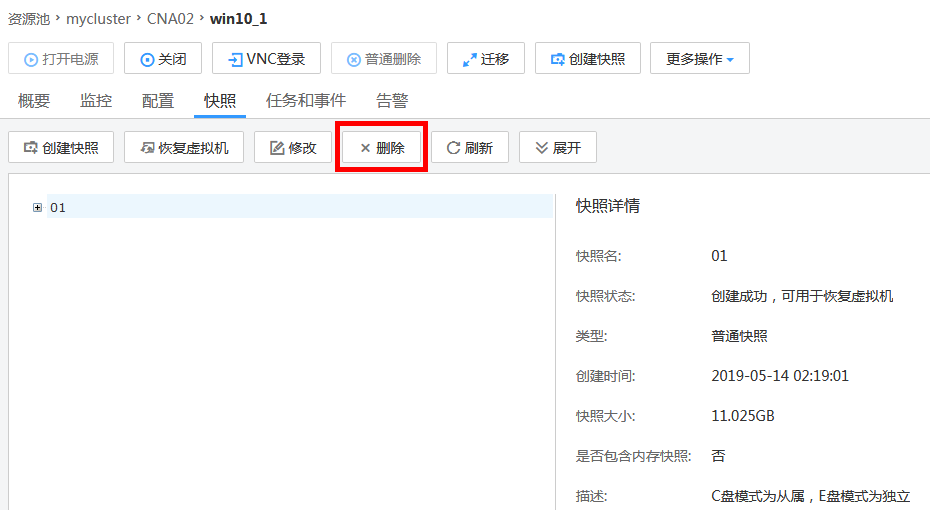 资源池 › mycluster › CNA02 › win10_1
打开电源 关闭 VNC登录 普通删除 迁移 创建快照 更多操作
概要 监控 配置 快照 任务和事件 告警
创建快照 恢复虚拟机 修改 删除 刷新 展开
01
快照详情
快照名: 01
快照状态: 创建成功，可用于恢复虚拟机
类型: 普通快照
创建时间: 2019-05-14 02:19:01
快照大小: 11.025GB
是否包含内存快照: 否
描述: C盘模式为从属，E盘模式为独立